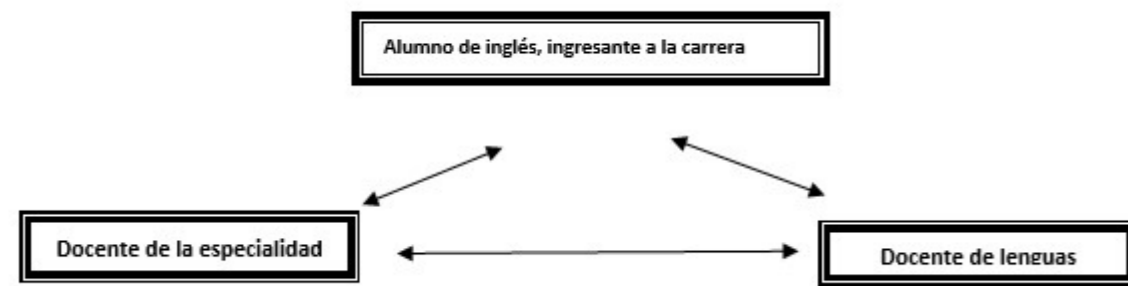 Alumno de inglés, ingresante a la carrera
Docente de la especialidad
Docente de lenguas